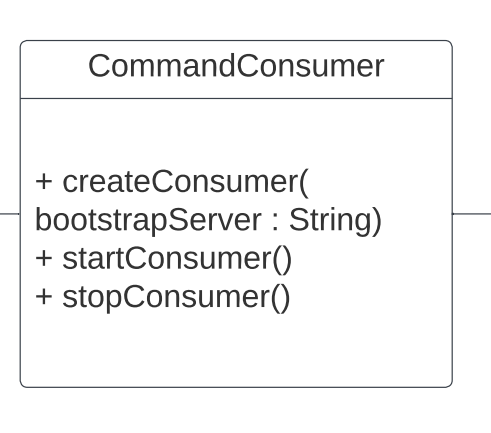 CommandConsumer
+ createConsumer(
bootstrapServer : String)
+ startConsumer()
+ stopConsumer()